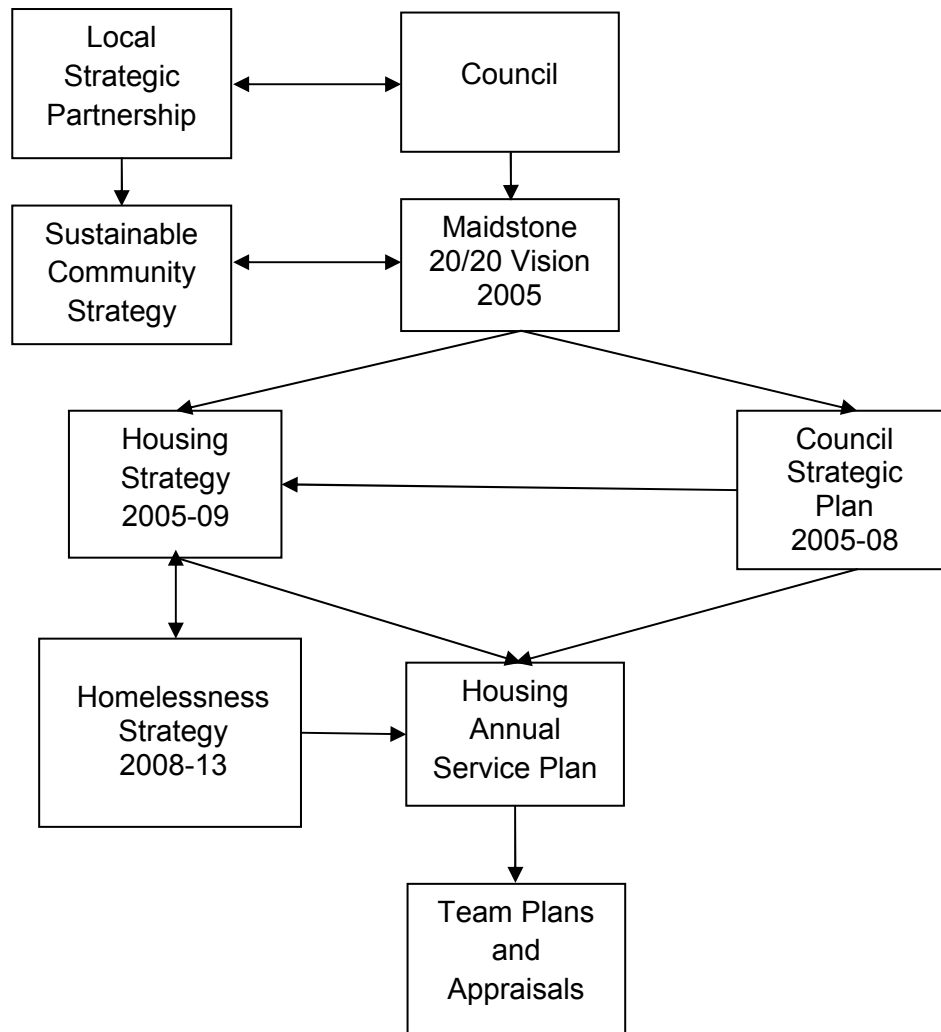 Local
Strategic
Partnership
Council
Sustainable
Community
Strategy
Maidstone
20/20 Vision
2005
Housing
Strategy
2005-09
Council
Strategic
Plan
2005-08
Homelessness
Strategy
2008-13
Housing
Annual
Service Plan
Team Plans
and
Appraisals